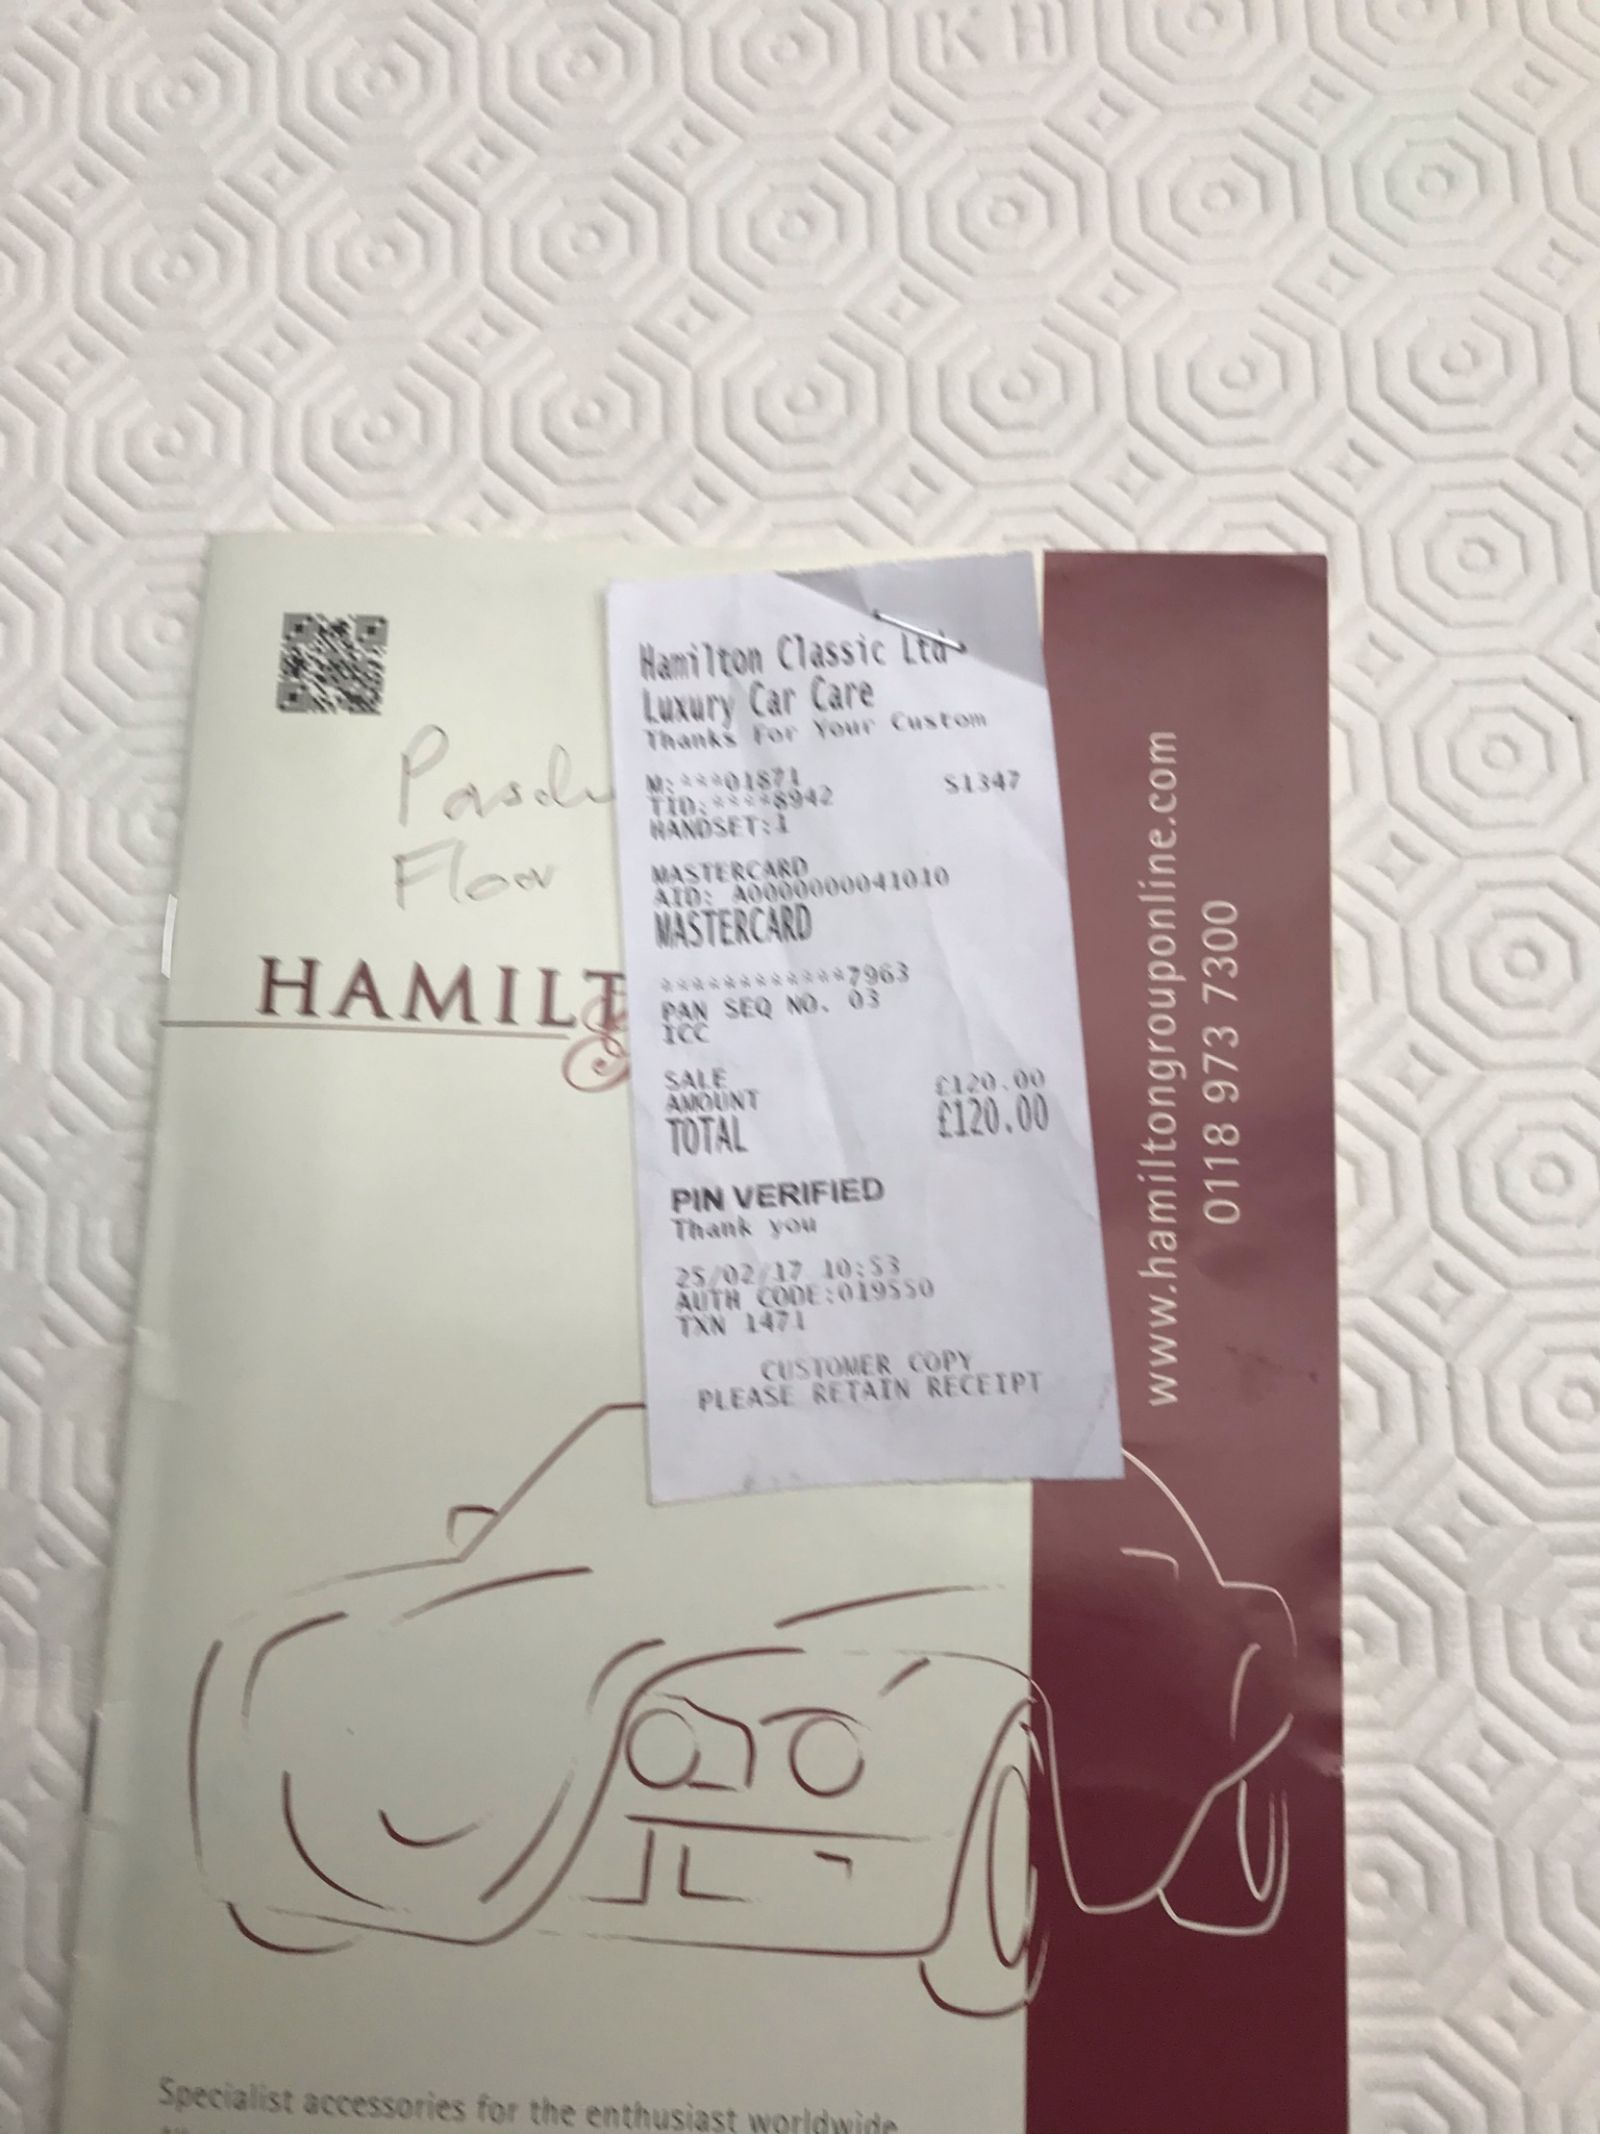 Hamilton Classic Ltd
Luxury Car Care
Thanks For Your Custom
M:***01871 S1347
TID:****8942
HANDSET:1
MASTERCARD
AID: A0000000041010
MASTERCARD
************7963
PAN SEQ NO. 03
ICC
SALE
AMOUNT £120.00
TOTAL £120.00
PIN VERIFIED
Thank you
25/02/17 10:53
AUTH CODE:019550
TXN 1471
CUSTOMER COPY
PLEASE RETAIN RECEIPT
Floor
HAMILT
www.hamiltongrouponline.com
0118 973 7300
Specialist accessories for the enthusiast worldwide